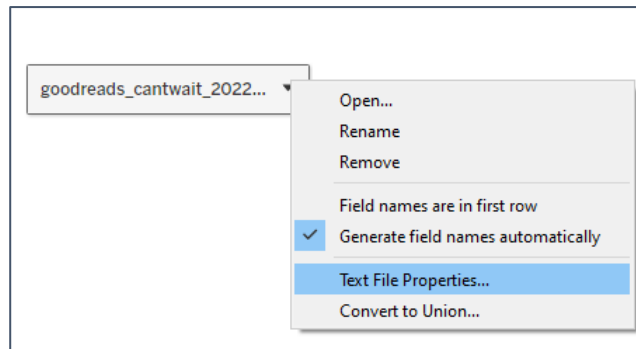 goodreads_cantwait_2022...
Open...
Rename
Remove
Field names are in first row
Generate field names automatically
Text File Properties...
Convert to Union...